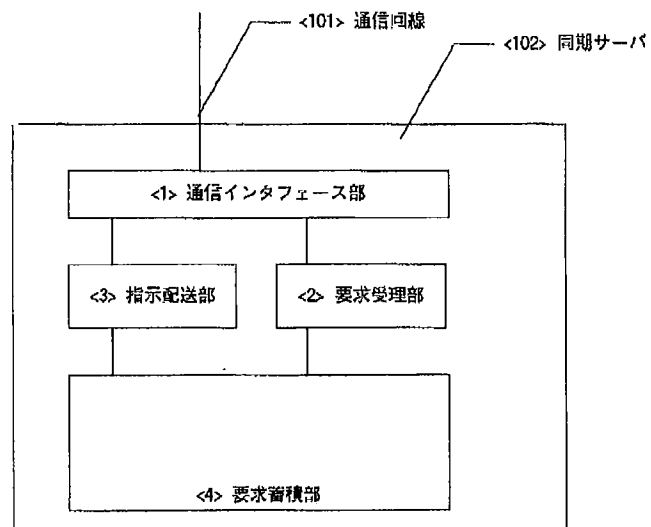 <101> 通信回線
<102> 同期サーバ
<1> 通信インタフェース部
<3> 指示配送部
<2> 要求受理部
<4> 要求蓄積部